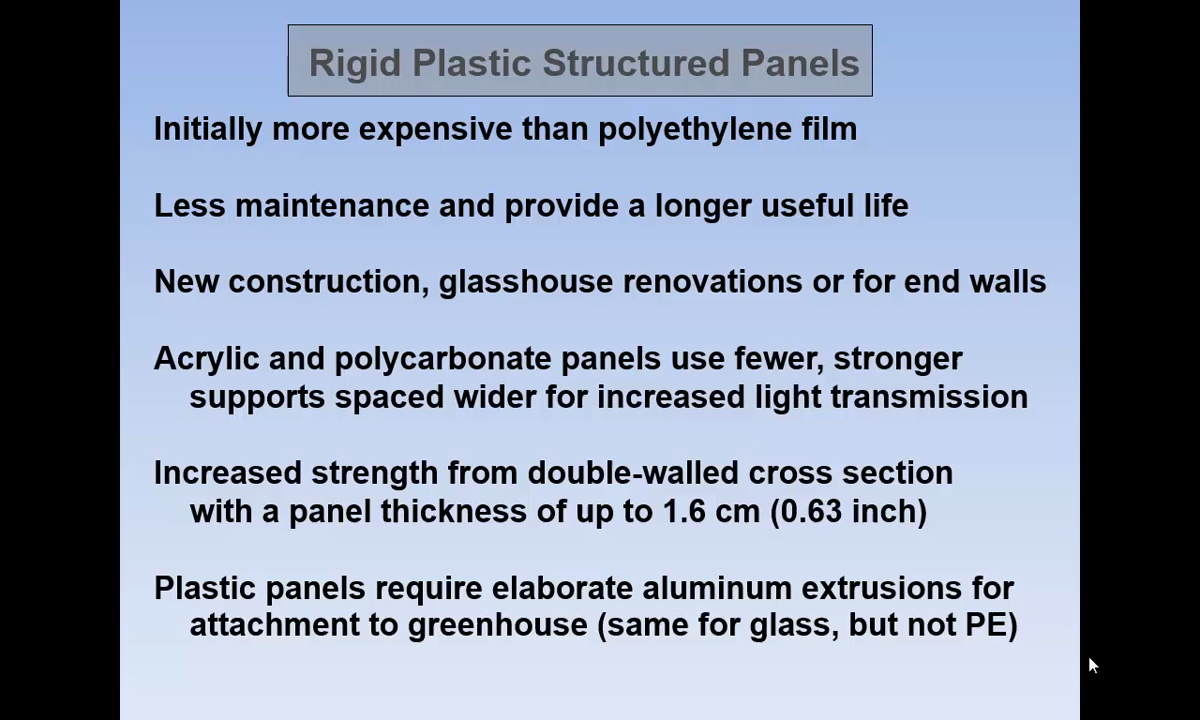 Rigid Plastic Structured Panels
Initially more expensive than polyethylene film
Less maintenance and provide a longer useful life
New construction, glasshouse renovations or for end walls
Acrylic and polycarbonate panels use fewer, stronger
supports spaced wider for increased light transmission
Increased strength from double-walled cross section
with a panel thickness of up to 1.6 cm (0.63 inch)
Plastic panels require elaborate aluminum extrusions for
attachment to greenhouse (same for glass, but not PE)